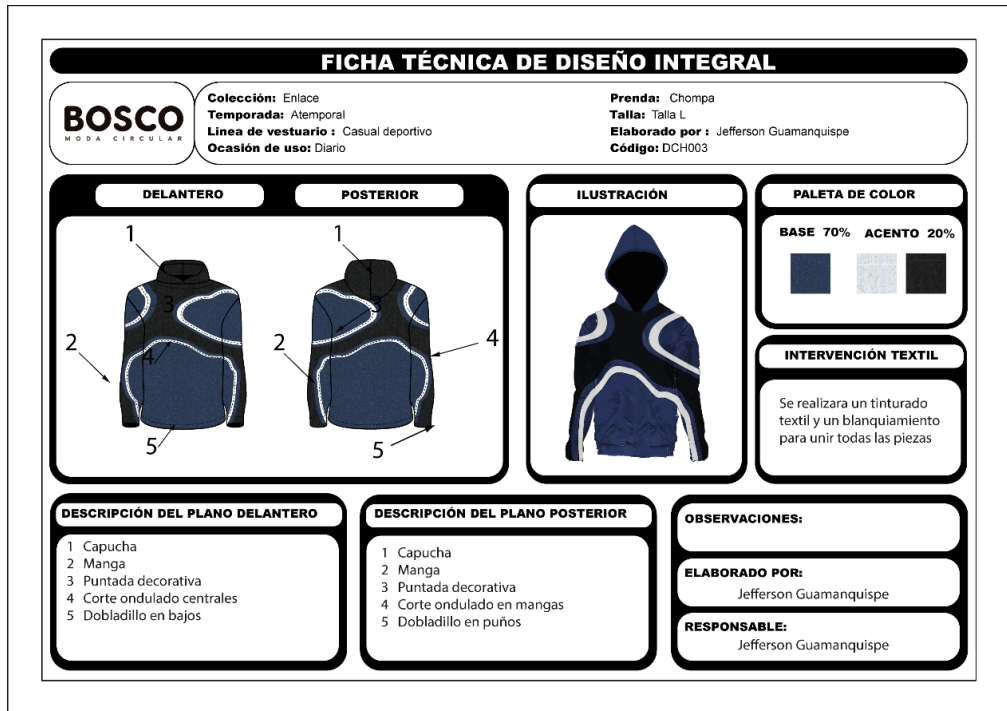 FICHA TÉCNICA DE DISEÑO INTEGRAL
BOSCO
MODA CIRCULAR
Colección: Enlace
Temporada: Atemporal
Linea de vestuario : Casual deportivo
Ocasión de uso: Diario
Prenda: Chompa
Talla: Talla L
Elaborado por : Jefferson Guamanquispe
Código: DCH003
DELANTERO
POSTERIOR
1
2
3
4
5
1
2
3
4
5
ILUSTRACIÓN
PALETA DE COLOR
BASE 70% ACENTO 20%
INTERVENCIÓN TEXTIL
Se realizara un tinturado
textil y un blanquiamiento
para unir todas las piezas
DESCRIPCIÓN DEL PLANO DELANTERO
1 Capucha
2 Manga
3 Puntada decorativa
4 Corte ondulado centrales
5 Dobladillo en bajos
DESCRIPCIÓN DEL PLANO POSTERIOR
1 Capucha
2 Manga
3 Puntada decorativa
4 Corte ondulado en mangas
5 Dobladillo en puños
OBSERVACIONES:
ELABORADO POR:
Jefferson Guamanquispe
RESPONSABLE:
Jefferson Guamanquispe